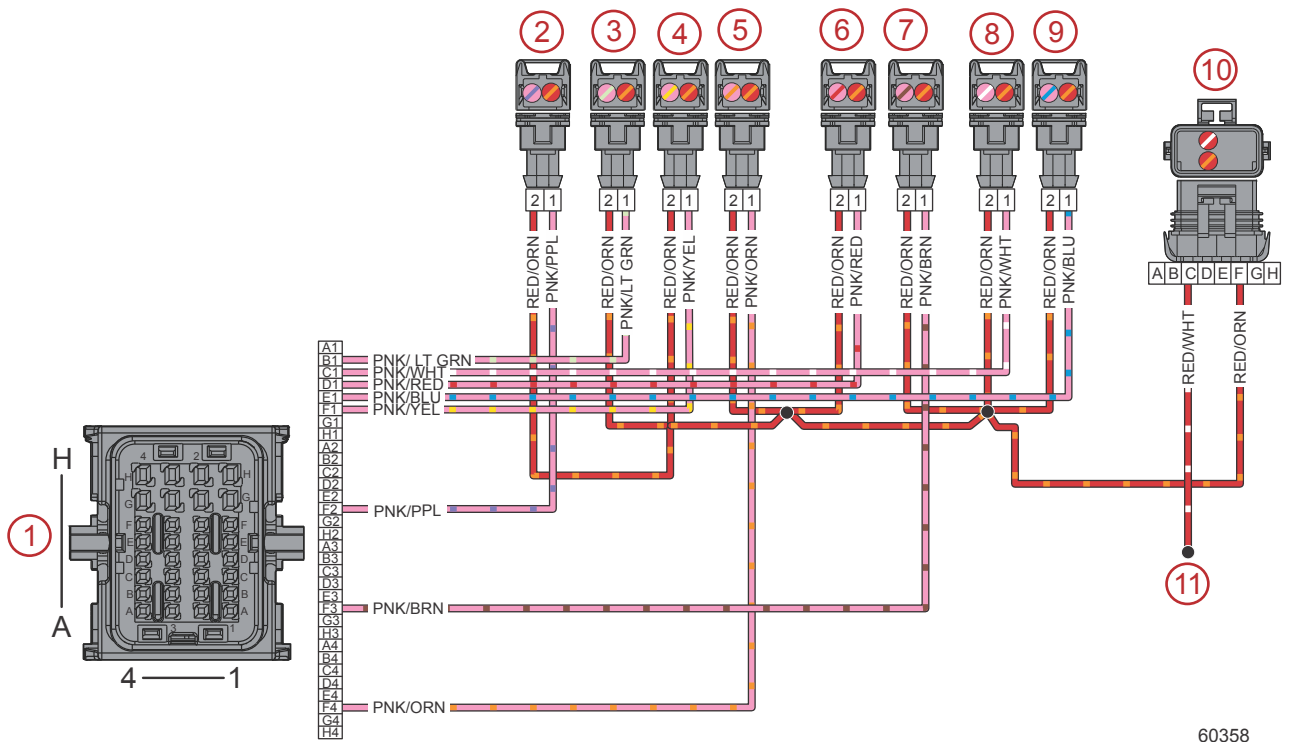 2
3
4
5
6
7
8
9
10
2 1
2 1
2 1
2 1
2 1
2 1
2 1
2 1
A B C D E F G H
RED/ORN
PNK/PPL
RED/ORN
PNK/LT GRN
RED/ORN
PNK/YEL
RED/ORN
PNK/ORN
RED/ORN
PNK/RED
RED/ORN
PNK/BRN
RED/ORN
PNK/WHT
RED/ORN
PNK/BLU
RED/WHT
RED/ORN
A1
B1 PNK/ LT GRN
C1 PNK/WHT
D1 PNK/RED
E1 PNK/BLU
F1 PNK/YEL
G1
H1
A2
B2
C2
D2
E2
F2 PNK/PPL
G2
H2
A3
B3
C3
D3
E3
F3 PNK/BRN
G3
H3
A4
B4
C4
D4
E4
F4 PNK/ORN
G4
H4
1
H
A
4 2
H H
G G
F F
E E
D D
C C
B B
A A
3 1
4 1
11
60358